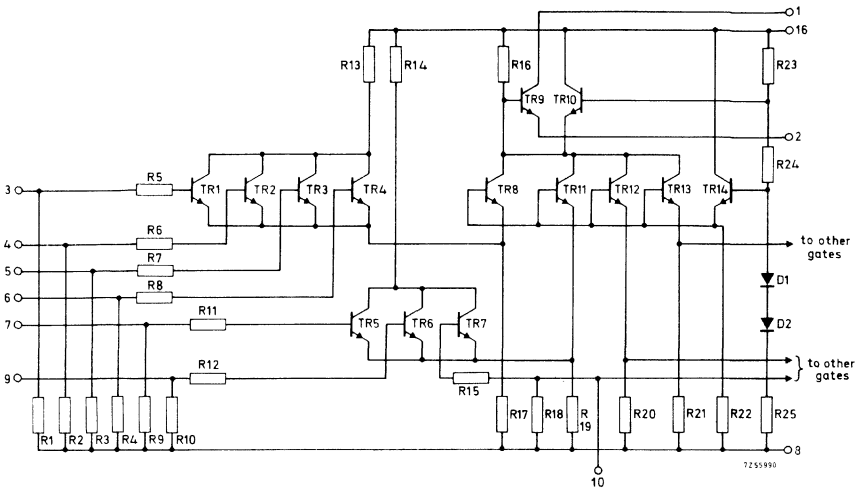 1
16
R13
R14
R16
R23
TR9
TR10
2
R24
R5
3
TR1
TR2
TR3
TR4
TR8
TR11
TR12
TR13
TR14
R6
4
to other
gates
R7
5
R8
6
D1
R11
7
TR5
TR6
TR7
D2
R12
9
R15
to other
gates
R1
R2
R3
R4
R9
R10
R17
R18
R
19
R20
R21
R22
R25
8
7Z55990
10